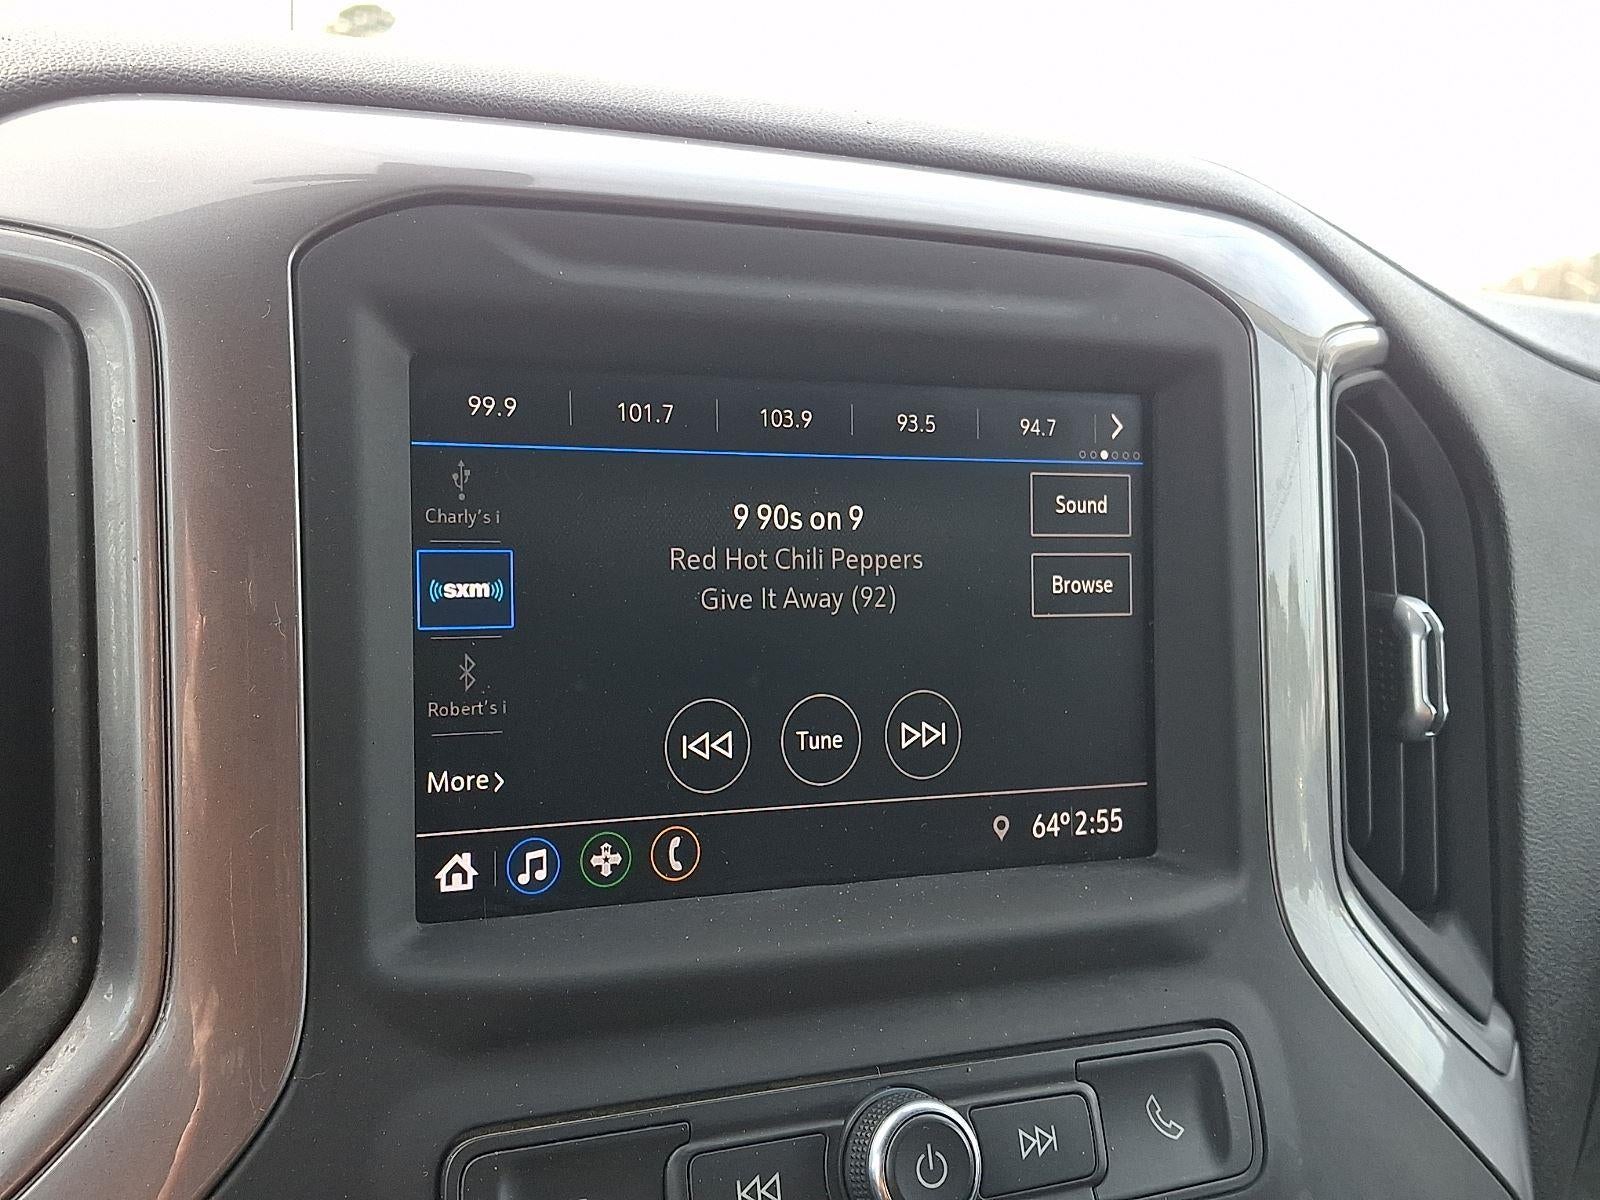 99.9 101.7 103.9 93.5 94.7
Charly's i
sxm
Robert's i
More
9 90s on 9
Red Hot Chili Peppers
Give It Away (92)
Sound
Browse
Tune
64° 2:55